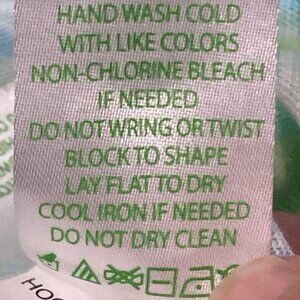 HAND WASH COLD
WITH LIKE COLORS
NON-CHLORINE BLEACH
IF NEEDED
DO NOT WRING OR TWIST
BLOCK TO SHAPE
LAY FLAT TO DRY
COOL IRON IF NEEDED
DO NOT DRY CLEAN